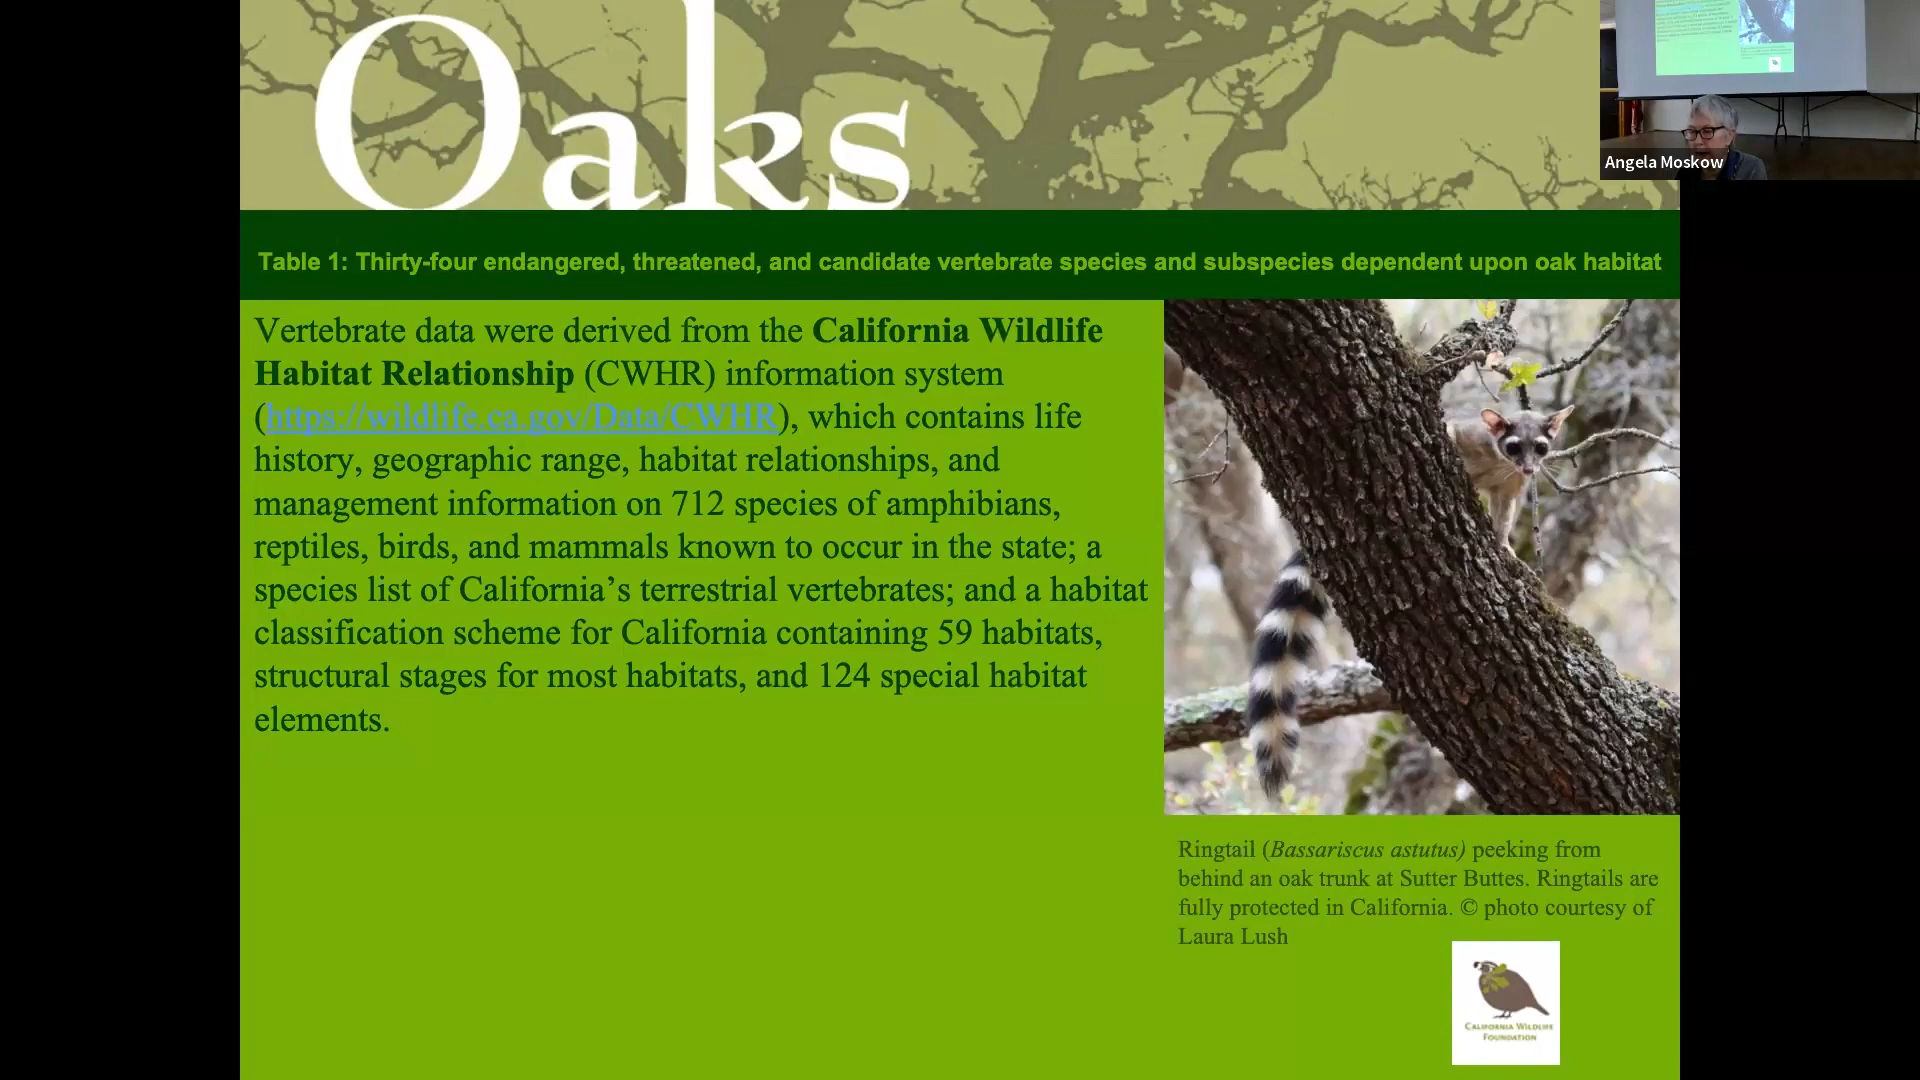 Oaks
Angela Moskow
Table 1: Thirty-four endangered, threatened, and candidate vertebrate species and subspecies dependent upon oak habitat
Vertebrate data were derived from the California Wildlife
Habitat Relationship (CWHR) information system
(https://wildlife.ca.gov/Data/CWHR), which contains life
history, geographic range, habitat relationships, and
management information on 712 species of amphibians,
reptiles, birds, and mammals known to occur in the state; a
species list of California’s terrestrial vertebrates; and a habitat
classification scheme for California containing 59 habitats,
structural stages for most habitats, and 124 special habitat
elements.
Ringtail (Bassariscus astutus) peeking from
behind an oak trunk at Sutter Buttes. Ringtails are
fully protected in California. © photo courtesy of
Laura Lush
CALIFORNIA WILDLIFE
FOUNDATION